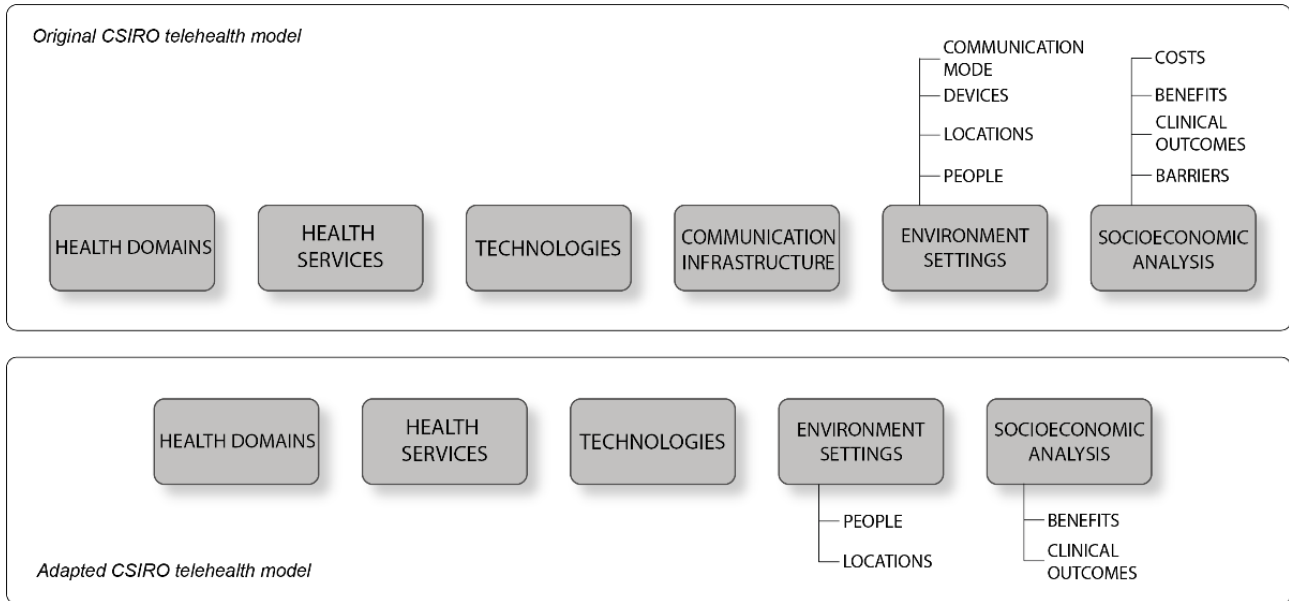 Original CSIRO telehealth model
COMMUNICATION
MODE
DEVICES
LOCATIONS
PEOPLE
COSTS
BENEFITS
CLINICAL
OUTCOMES
BARRIERS
HEALTH DOMAINS
HEALTH
SERVICES
TECHNOLOGIES
COMMUNICATION
INFRASTRUCTURE
ENVIRONMENT
SETTINGS
SOCIOECONOMIC
ANALYSIS
HEALTH DOMAINS
HEALTH
SERVICES
TECHNOLOGIES
ENVIRONMENT
SETTINGS
SOCIOECONOMIC
ANALYSIS
PEOPLE
LOCATIONS
BENEFITS
CLINICAL
OUTCOMES
Adapted CSIRO telehealth model